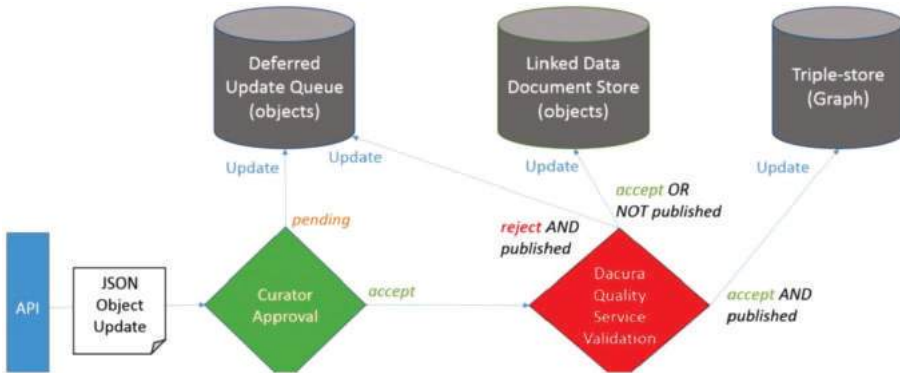 Deferred
Update Queue
(objects)
Linked Data
Document Store
(objects)
Triple-store
(Graph)
Update
Update
Update
Update
pending
reject AND
published
accept OR
NOT published
API
JSON
Object
Update
Curator
Approval
accept
Dacura
Quality
Service
Validation
accept AND
published